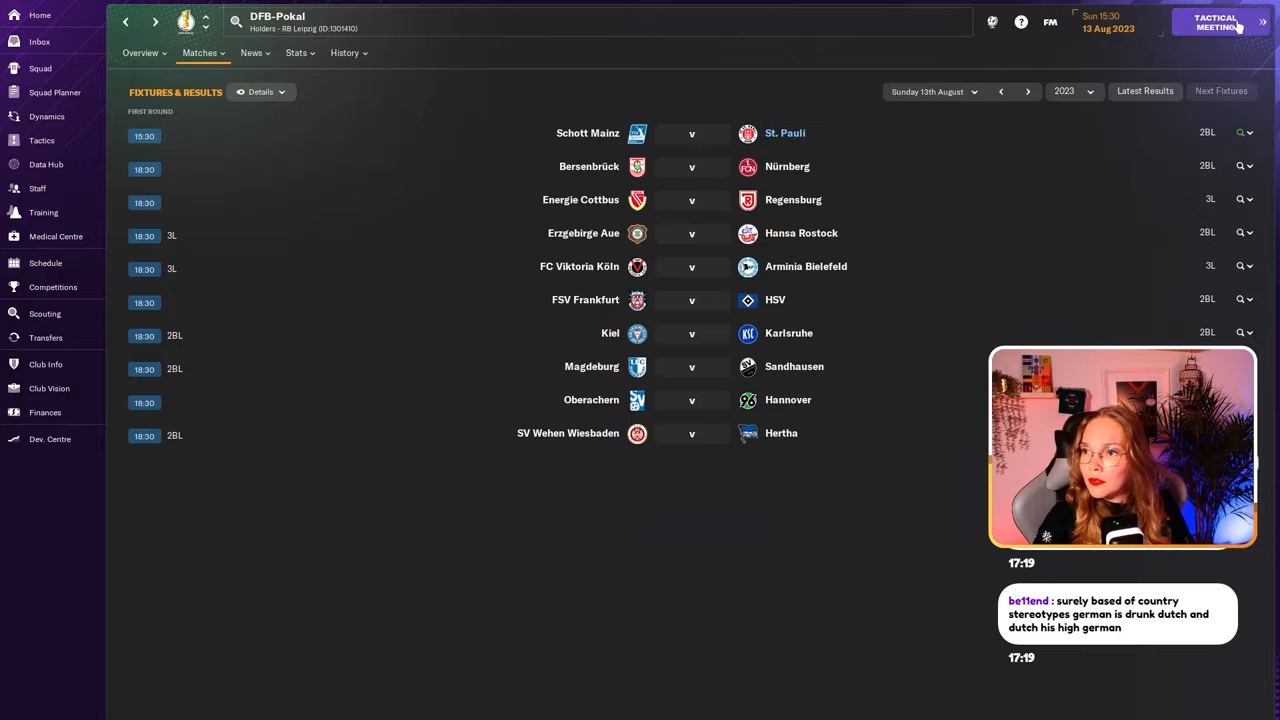 Home
Inbox
Squad
Squad Planner
Dynamics
Tactics
Data Hub
Staff
Training
Medical Centre
Schedule
Competitions
Scouting
Transfers
Club Info
Club Vision
Finances
Dev. Centre
DFB-Pokal
Holders - RB Leipzig (ID:1301410)
FM
Sun 15:30
13 Aug 2023
TACTICAL
MEETING
Overview Matches News Stats History
FIXTURES & RESULTS Details Sunday 13th August 2023 Latest Results Next Fixtures
FIRST ROUND
15:30 Schott Mainz v St. Pauli 2BL
18:30 Bersenbrück v Nürnberg 2BL
18:30 Energie Cottbus v Regensburg 3L
18:30 3L Erzgebirge Aue v Hansa Rostock 2BL
18:30 3L FC Viktoria Köln v Arminia Bielefeld 3L
18:30 FSV Frankfurt v HSV 2BL
18:30 2BL Kiel v Karlsruhe 2BL
18:30 2BL Magdeburg v Sandhausen
18:30 Oberachern v Hannover
18:30 2BL SV Wehen Wiesbaden v Hertha
17:19
be11end : surely based of country
stereotypes german is drunk dutch and
dutch his high german
17:19